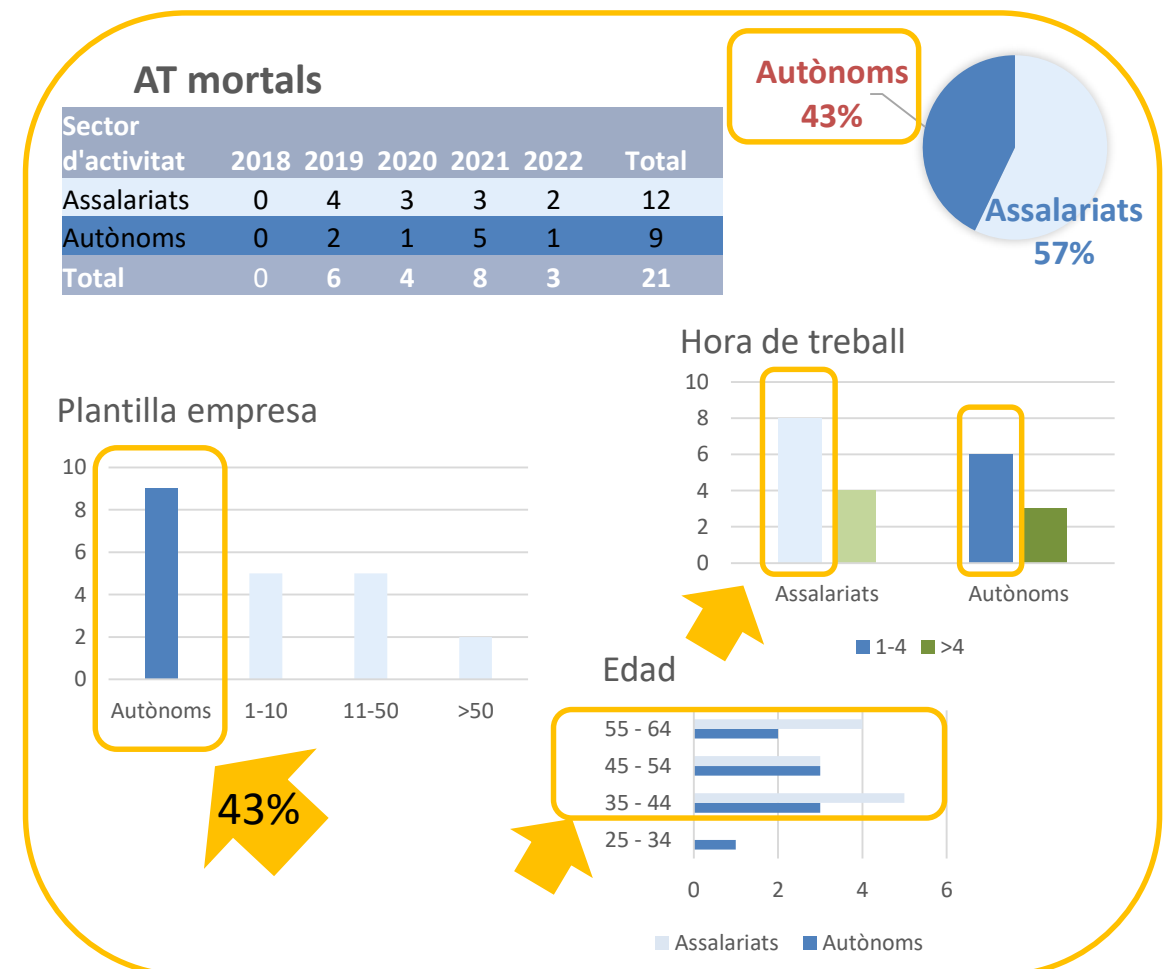 AT mortals
Autònoms
43%
Sector
d'activitat 2018 2019 2020 2021 2022 Total
Assalariats 0 4 3 3 2 12
Autònoms 0 2 1 5 1 9
Total 0 6 4 8 3 21
Assalariats
57%
Plantilla empresa
10
8
6
4
2
0
Autònoms 1-10 11-50 >50
43%
Hora de treball
10
8
6
4
2
0
Assalariats Autònoms
1-4 >4
Edad
55 - 64
45 - 54
35 - 44
25 - 34
0 2 4 6
Assalariats Autònoms